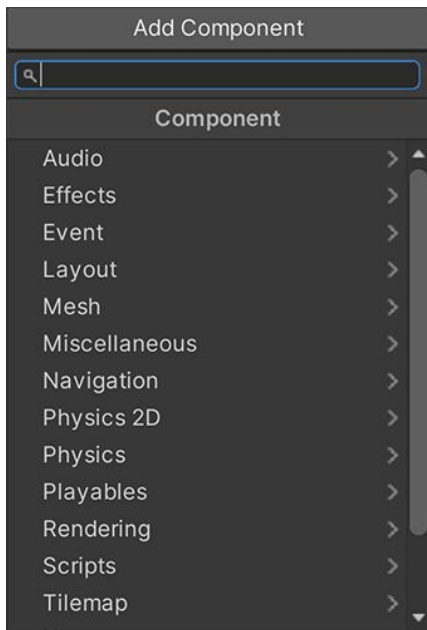 Add Component
Component
Audio
Effects
Event
Layout
Mesh
Miscellaneous
Navigation
Physics 2D
Physics
Playables
Rendering
Scripts
Tilemap